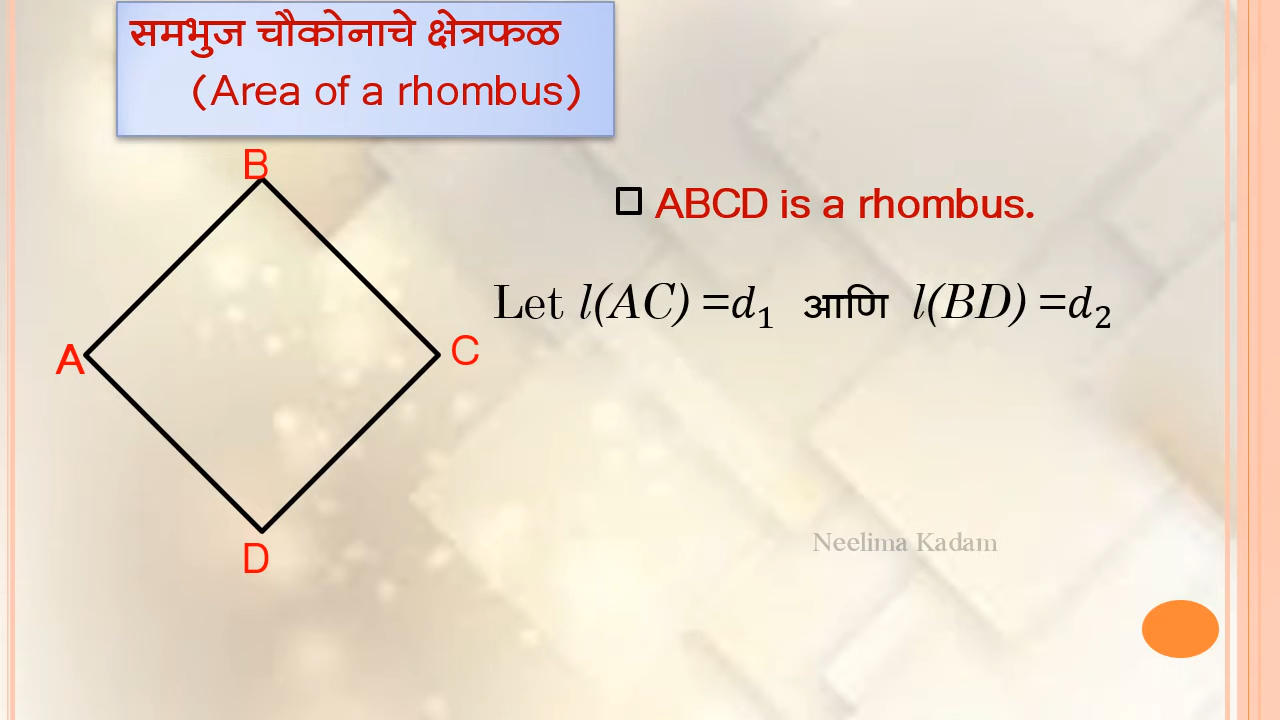 समभुज चौकोनाचे क्षेत्रफळ
(Area of a rhombus)
B
□ ABCD is a rhombus.
Let l(AC) =d₁ आणि l(BD) =d₂
A
C
Neelima Kadam
D